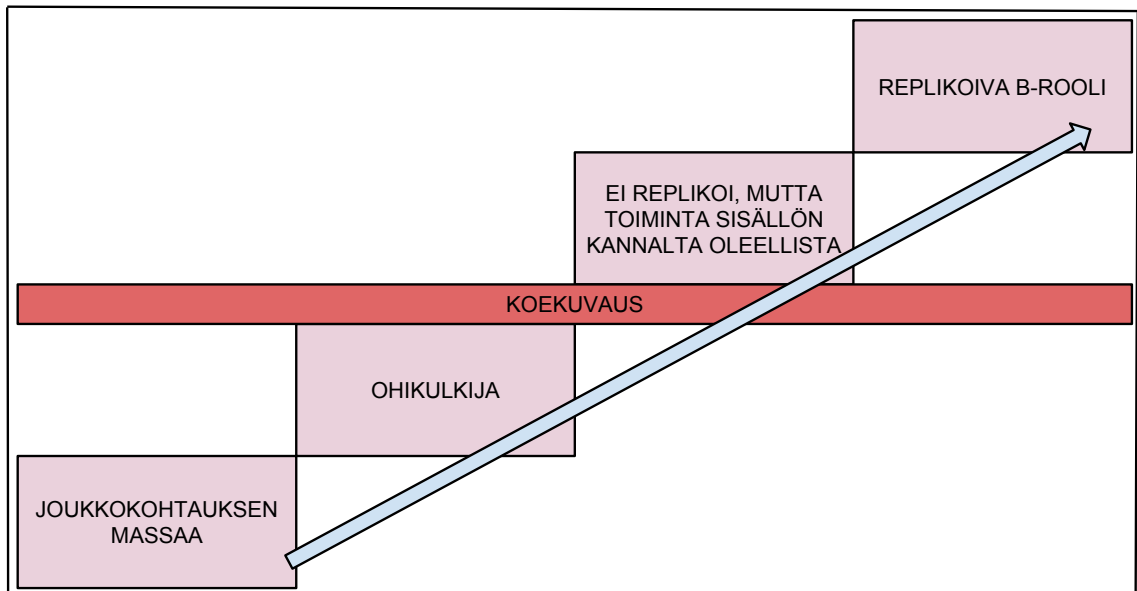 REPLIKOIVA B-ROOLI
EI REPLIKOI, MUTTA
TOIMINTA SISÄLLÖN
KANNALTA OLEELLISTA
KOEKUVAUS
OHIKULKIJA
JOUKKOKOHTAUKSEN
MASSAA